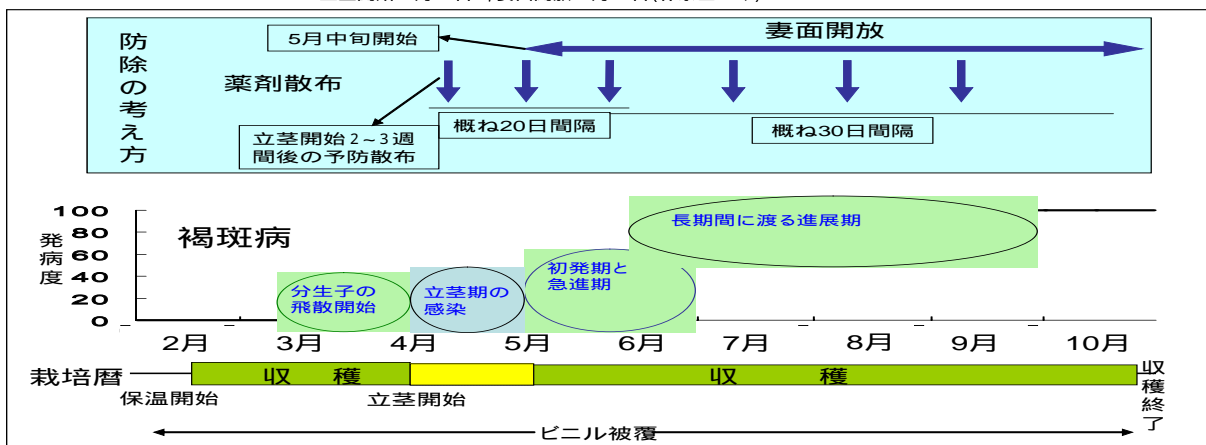 防除の考え方
5月中旬開始
妻面開放
薬剤散布
立茎開始2~3週
間後の予防散布
概ね20日間隔
概ね30日間隔
発病度
100
80
60
40
20
0
褐斑病
分生子の
飛散開始
立茎期の
感染
初発期と
急進期
長期間に渡る進展期
2月 3月 4月 5月 6月 7月 8月 9月 10月
栽培暦
収 穫
収 穫
収穫終了
保温開始
立茎開始
ビニル被覆